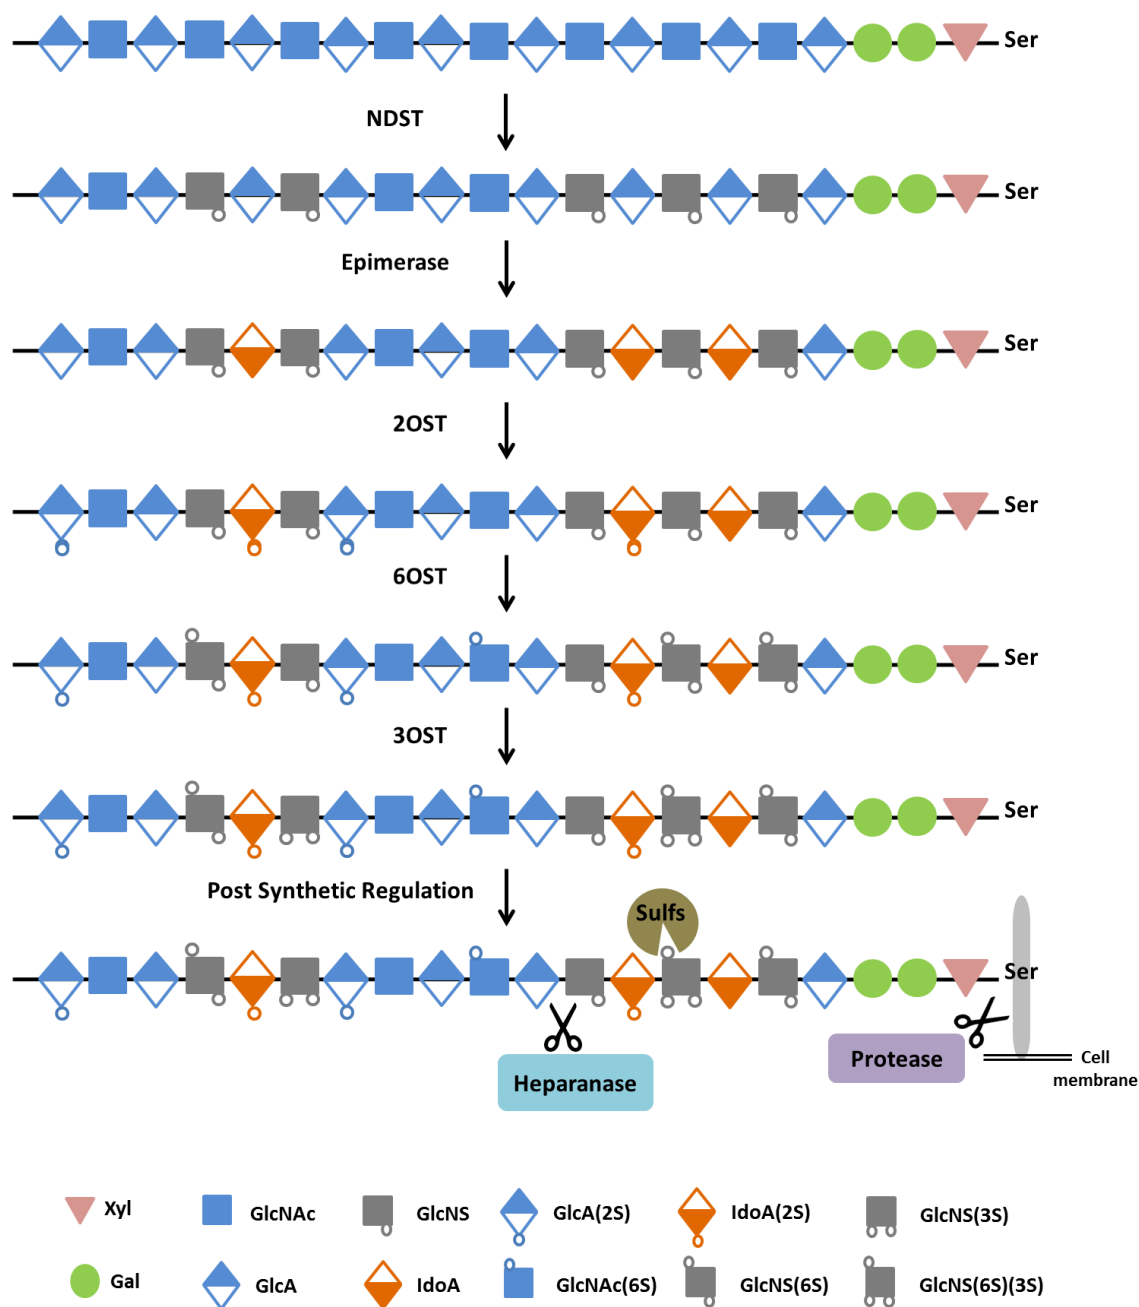 Ser
NDST
Ser
Epimerase
Ser
2OST
Ser
6OST
Ser
3OST
Ser
Post Synthetic Regulation
Sulfs
Ser
Heparanase
Protease
Cell
membrane
Xyl GlcNAc GlcNS GlcA(2S) IdoA(2S) GlcNS(3S)
Gal GlcA IdoA GlcNAc(6S) GlcNS(6S) GlcNS(6S)(3S)